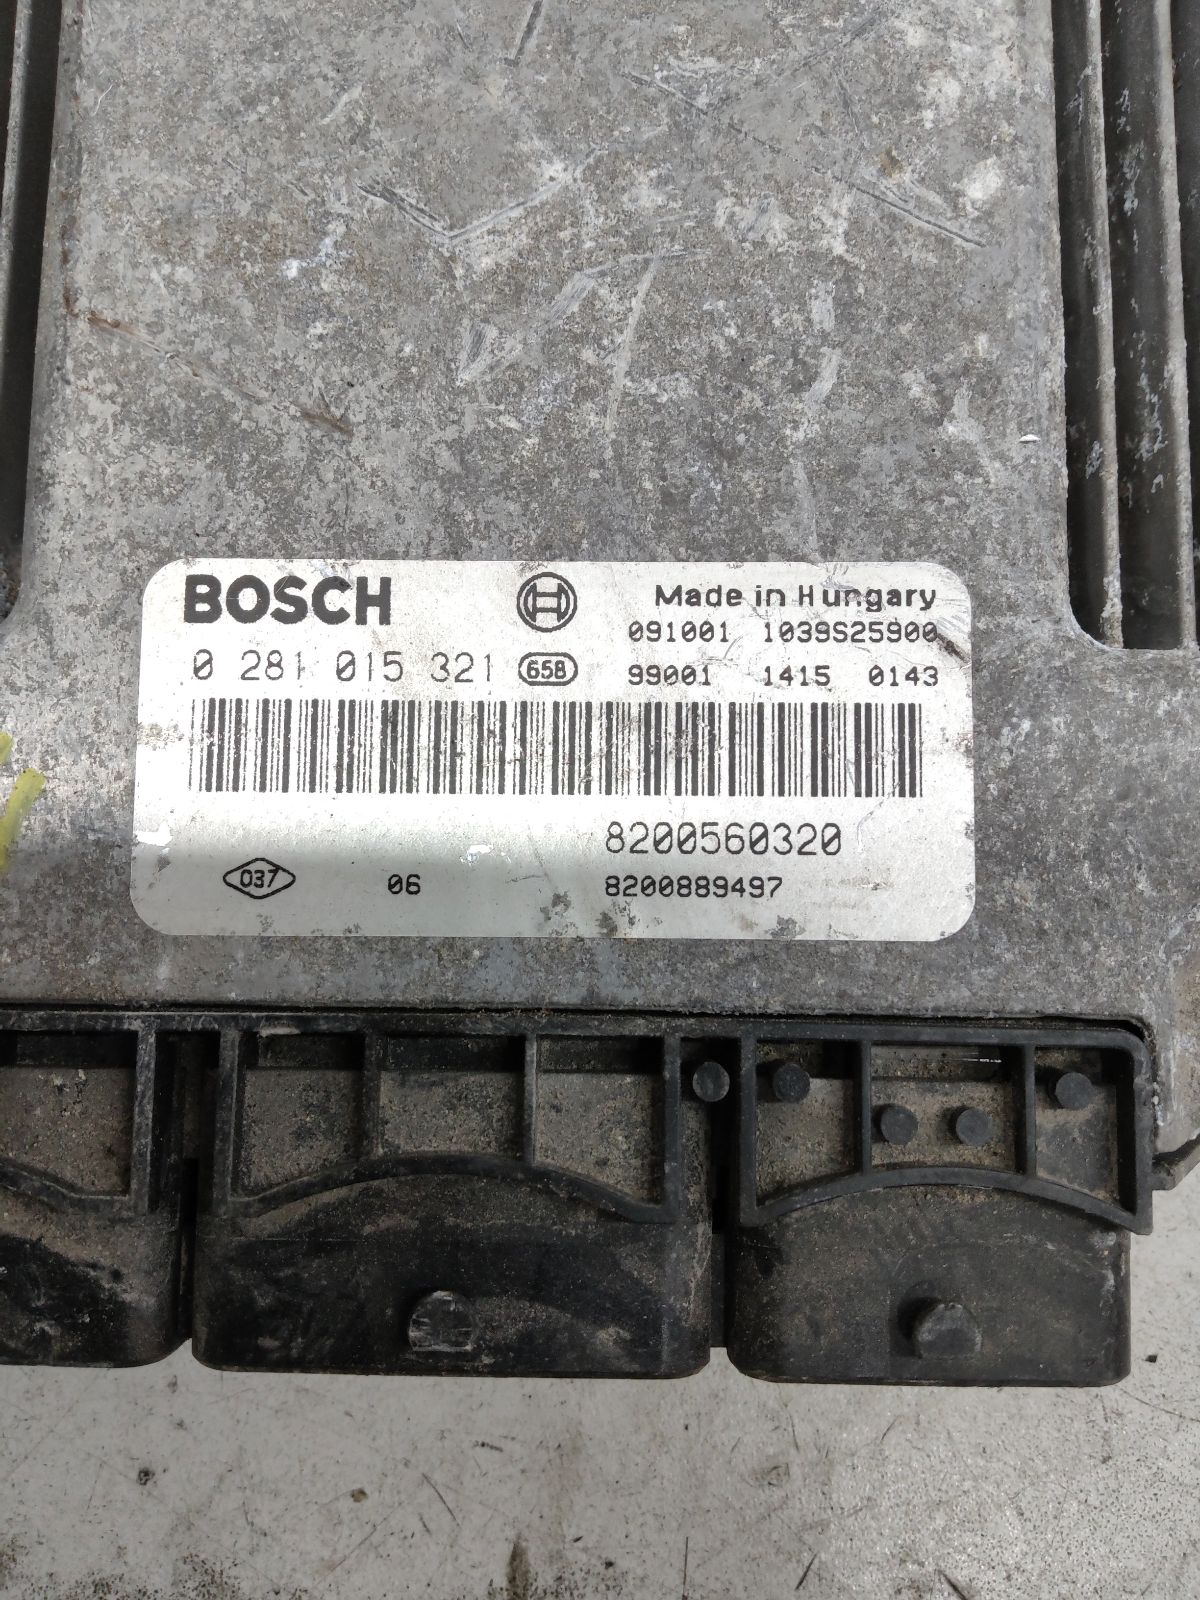 BOSCH
Made in Hungary
091001 1039S25900
0 281 015 321 658
99001 1415 0143
8200560320
037 06 8200889497